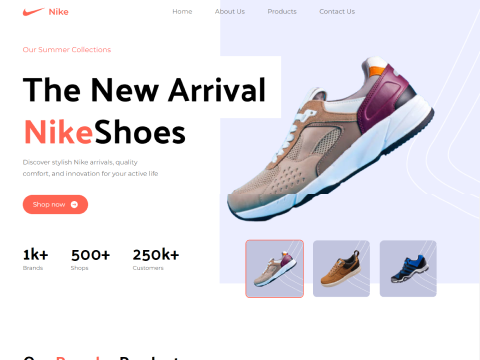 Nike
Home About Us Products Contact Us
Our Summer Collections
The New Arrival
NikeShoes
Discover stylish Nike arrivals, quality
comfort, and innovation for your active life
Shop now
1k+ 500+ 250k+
Brands Shops Customers